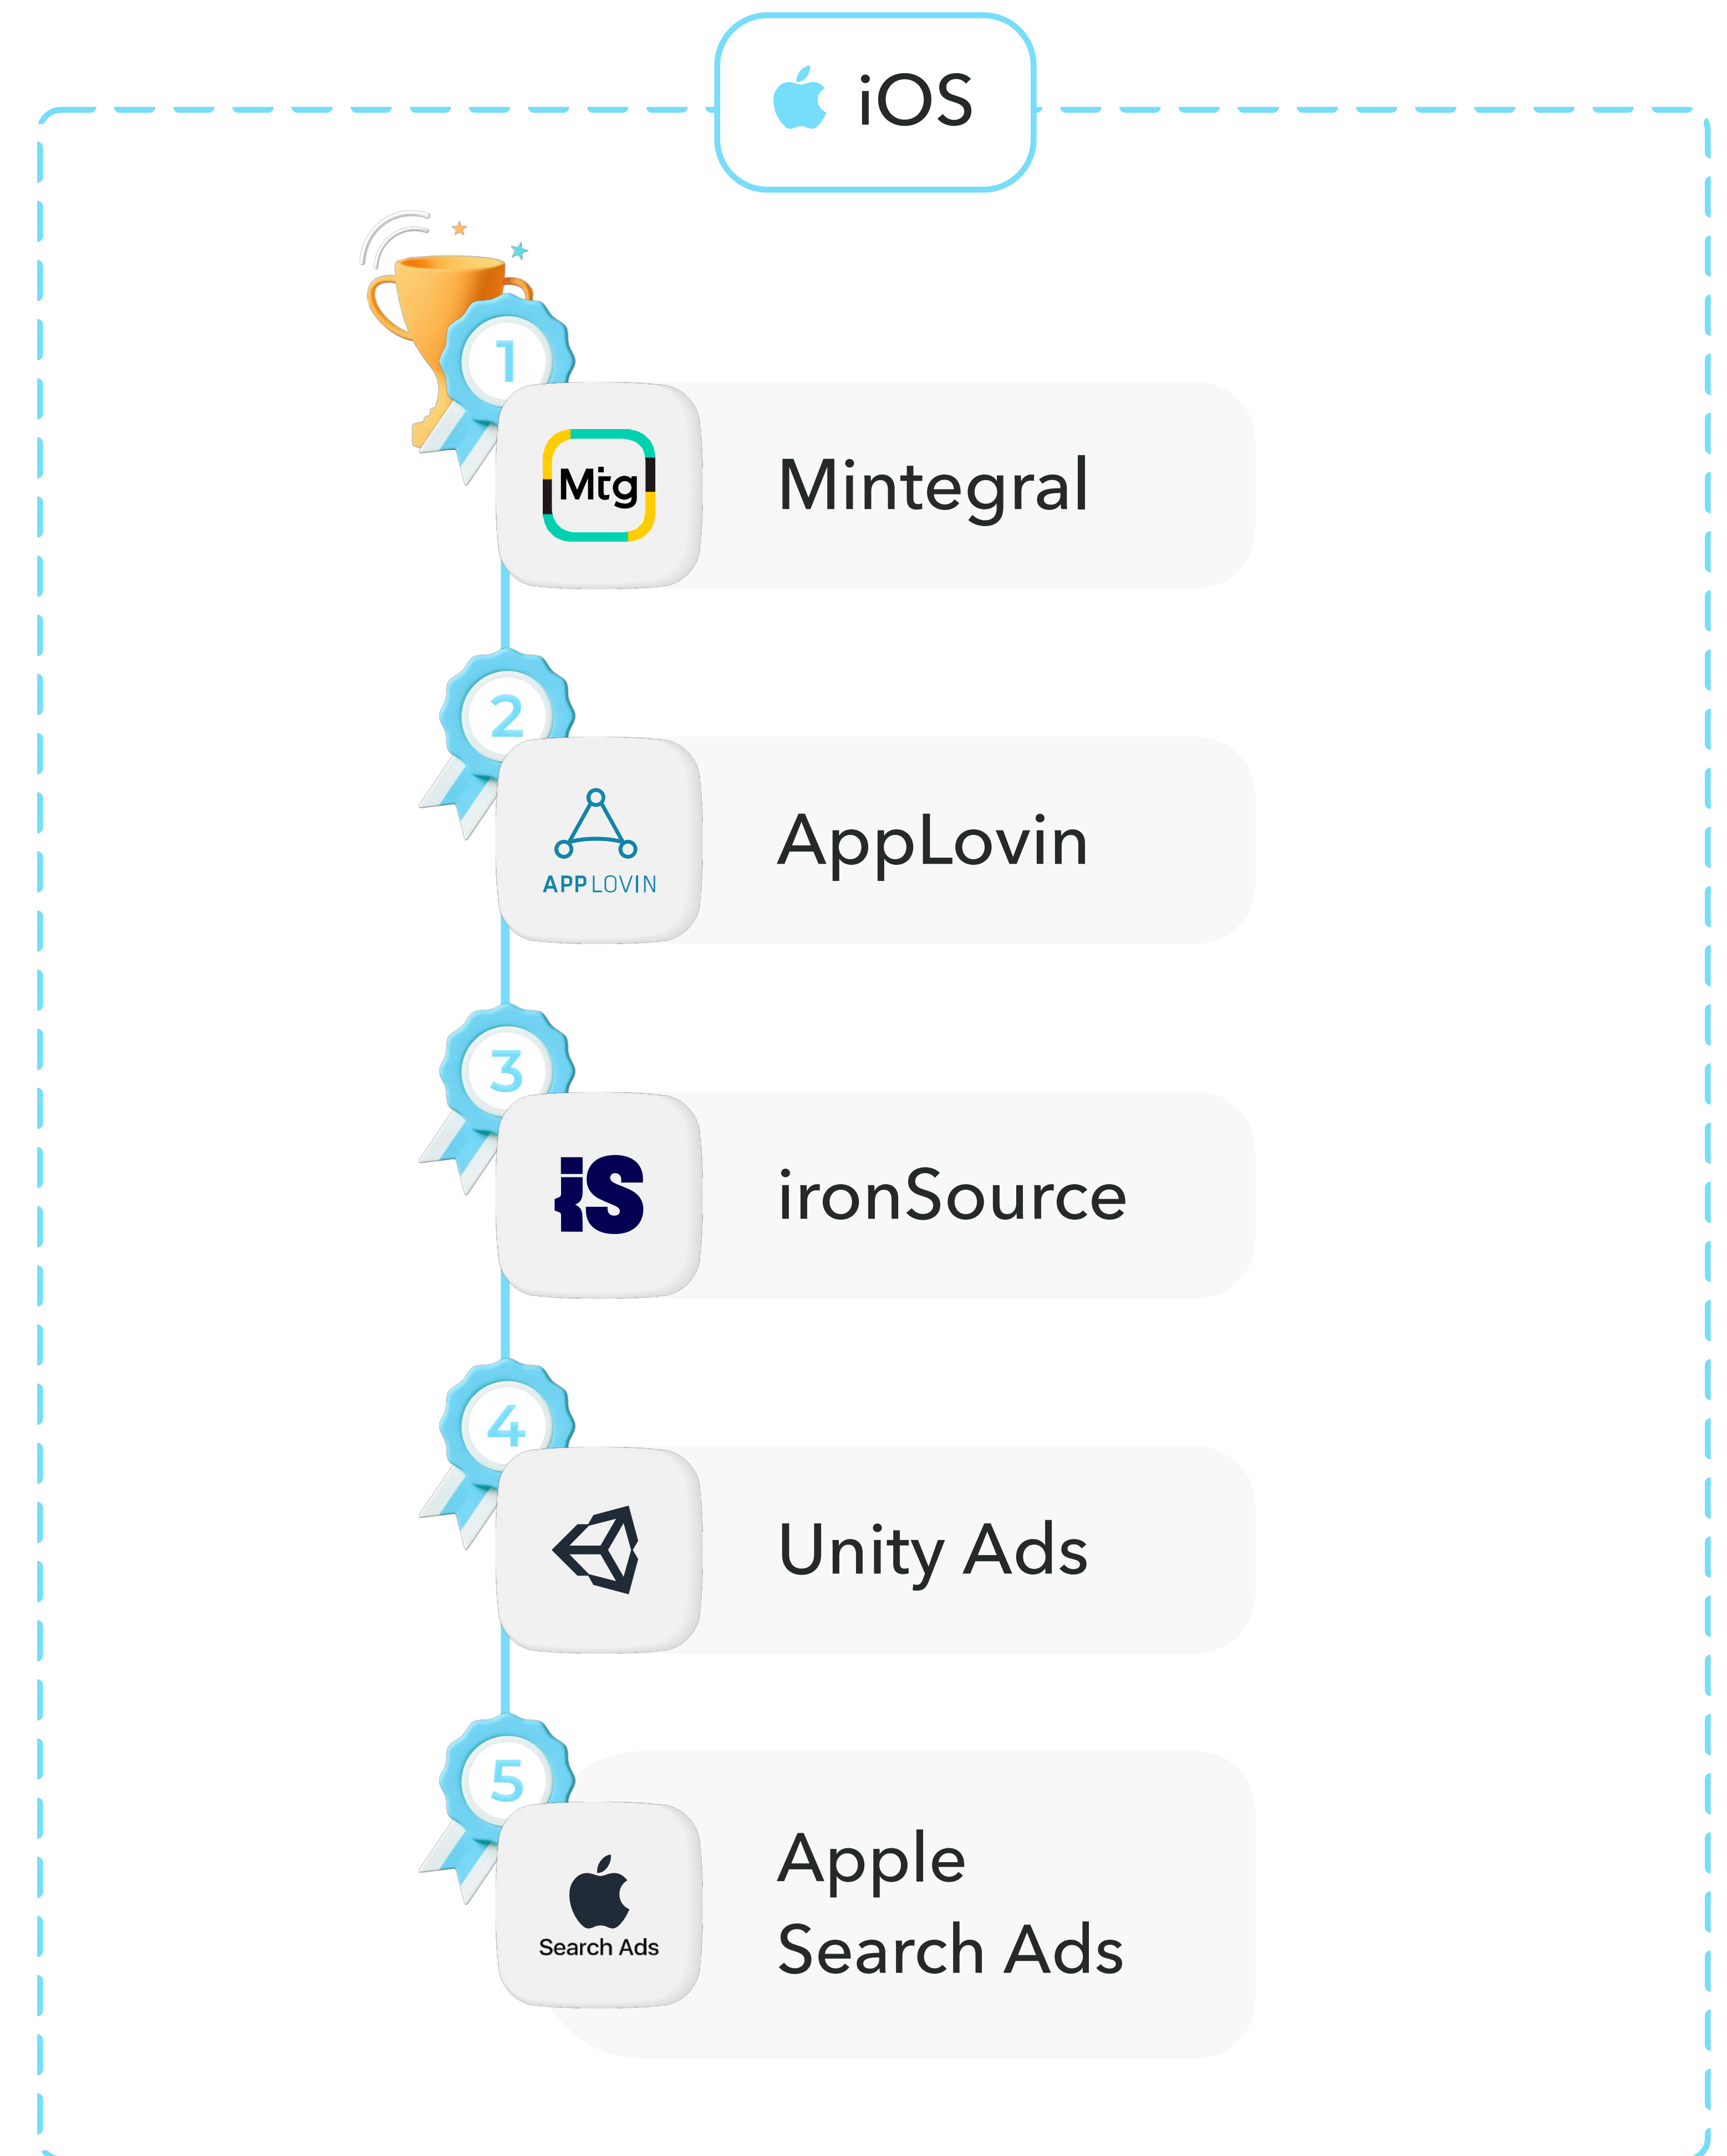 iOS
1
Mtg
Mintegral
2
APPLOVIN
AppLovin
3
iS
ironSource
4
Unity Ads
5
Search Ads
Apple
Search Ads